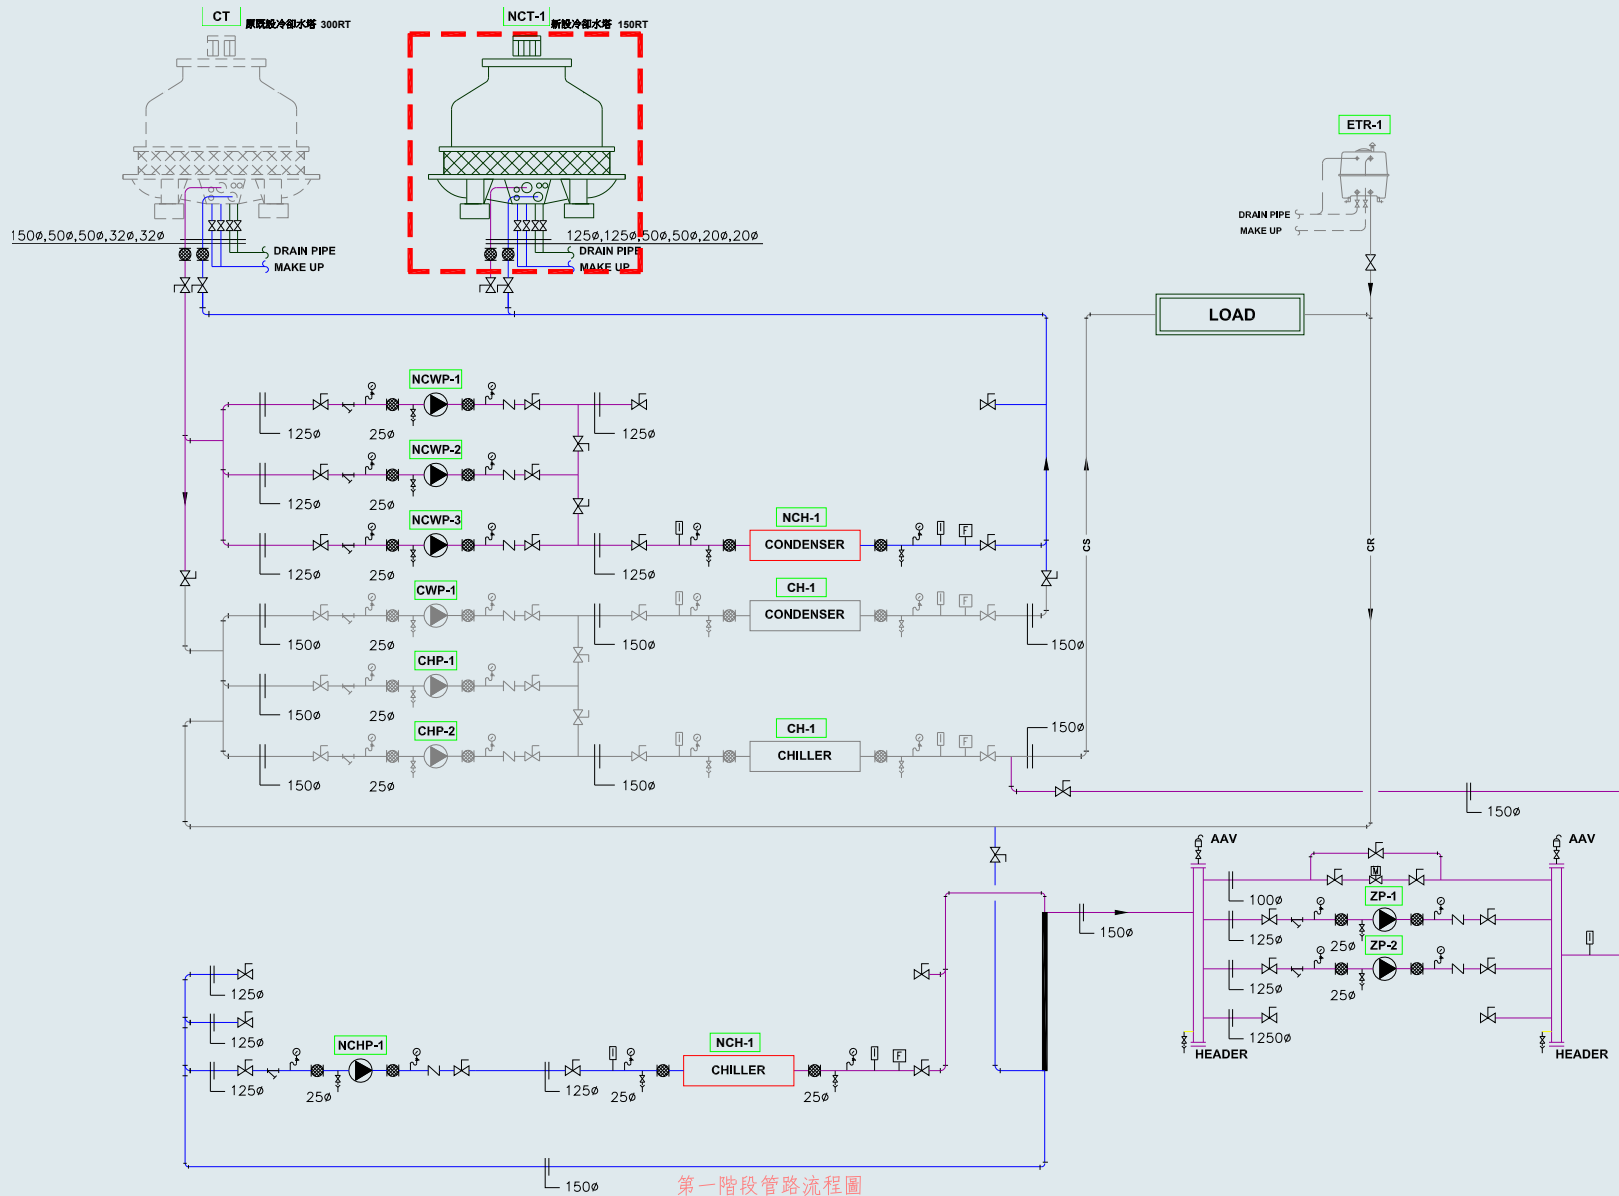 CT 原既設冷卻水塔 300RT
NCT-1 新設冷卻水塔 150RT
ETR-1
DRAIN PIPE
MAKE UP
150ø,50ø,50ø,32ø,32ø
DRAIN PIPE
MAKE UP
125ø,125ø,50ø,50ø,20ø,20ø
DRAIN PIPE
MAKE UP
LOAD
NCWP-1
125ø 25ø 125ø
NCWP-2
125ø 25ø
NCWP-3
NCH-1
CONDENSER
F
CS
CR
125ø 25ø 125ø
CWP-1
CH-1
CONDENSER
F
150ø 25ø 150ø 150ø
CHP-1
150ø 25ø
CHP-2
CH-1
CHILLER
F
150ø
150ø 25ø 150ø
150ø
AAV
AAV
M
100ø
ZP-1
125ø 25ø
ZP-2
125ø 25ø
1250ø
HEADER
HEADER
150ø
125ø
125ø
NCHP-1
NCH-1
CHILLER
F
125ø 25ø 125ø 25ø 25ø
150ø
第一階段管路流程圖